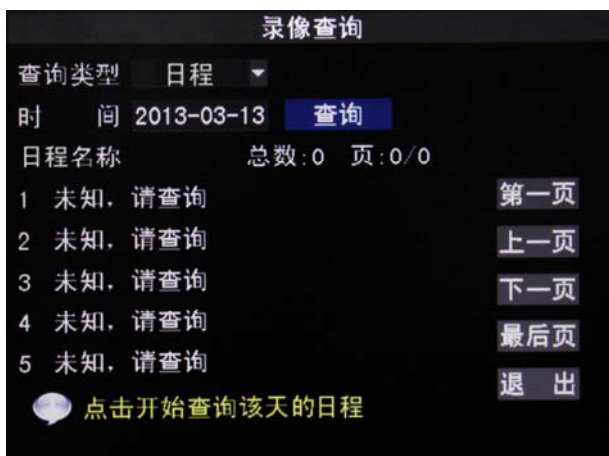 录像查询
查询类型 日程
时 间 2013-03-13 查询
日程名称 总数:0 页:0/0
1 未知，请查询 第一页
2 未知，请查询 上一页
3 未知，请查询 下一页
4 未知，请查询 最后页
5 未知，请查询 退 出
点击开始查询该天的日程